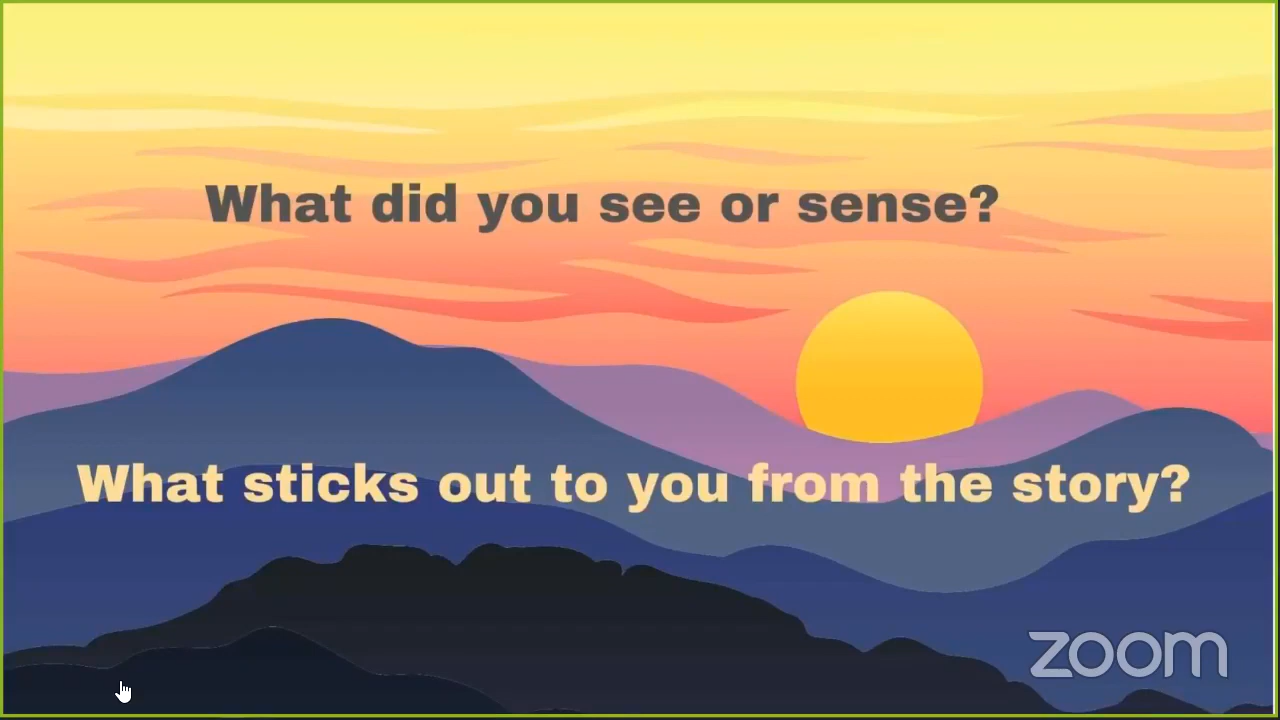 What did you see or sense?
What sticks out to you from the story?
zoom